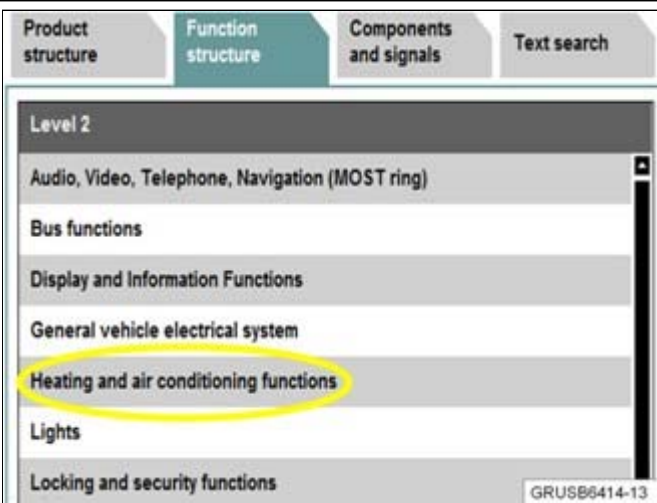 Product
structure
Function
structure
Components
and signals
Text search
Level 2
Audio, Video, Telephone, Navigation (MOST ring)
Bus functions
Display and Information Functions
General vehicle electrical system
Heating and air conditioning functions
Lights
Locking and security functions
GRUSB6414-13